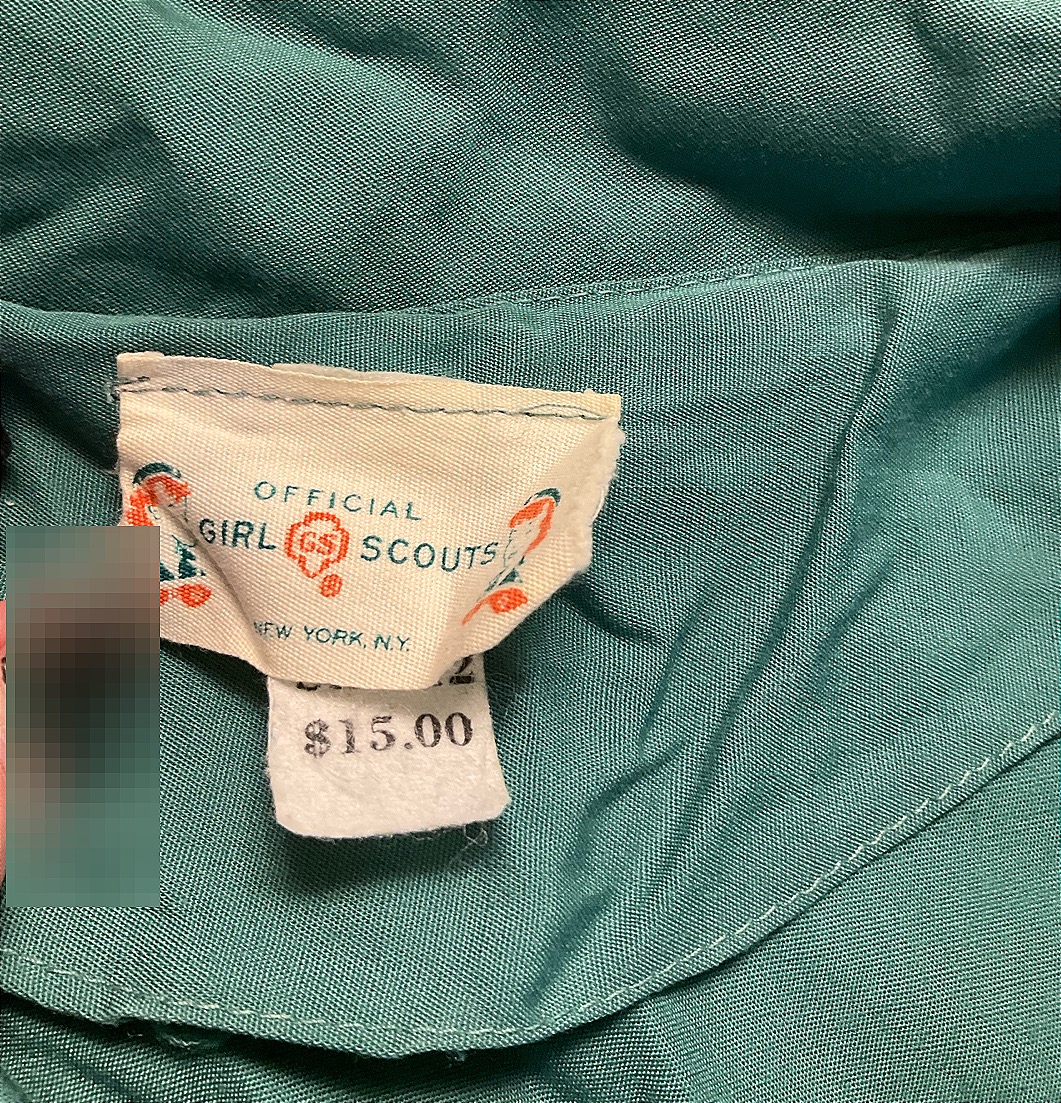 OFFICIAL
GIRL GS SCOUTS
NEW YORK, N.Y.
$15.00